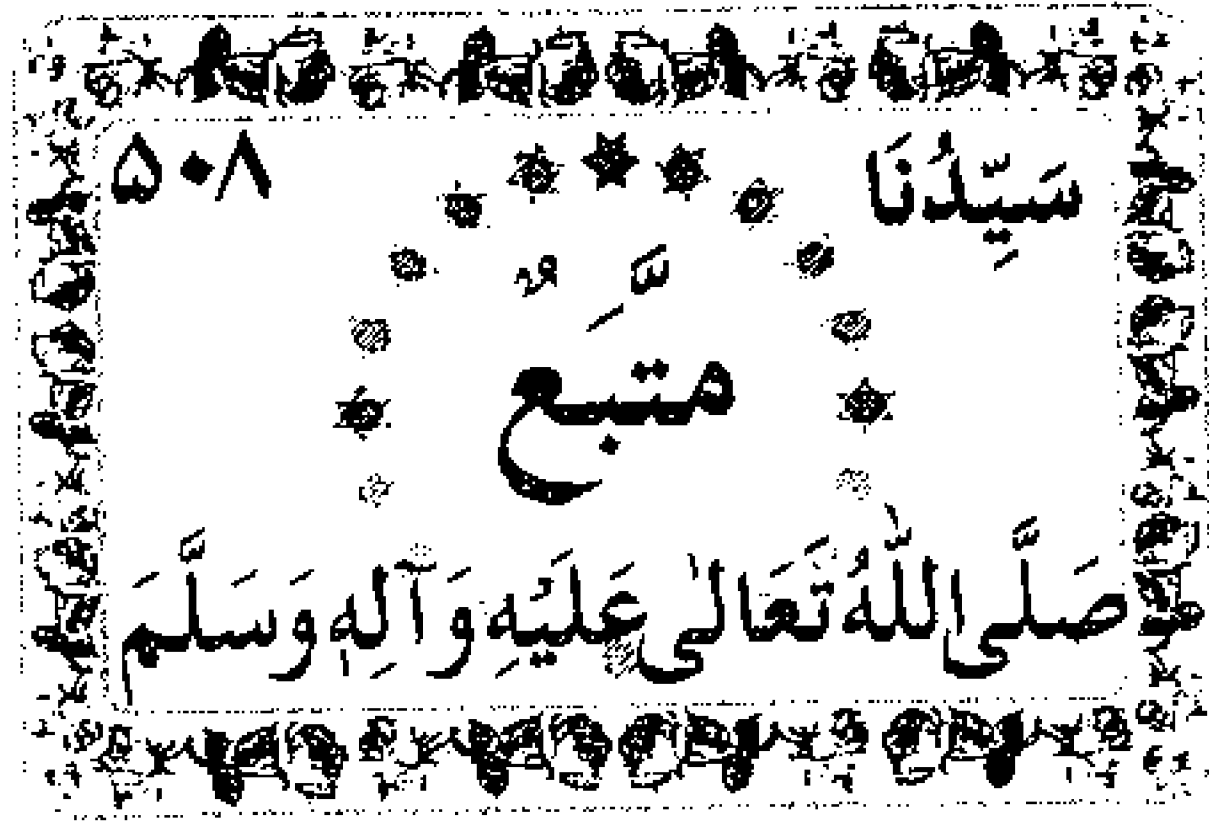 سَيِّدُنَا ۵۰۸
مُتَّبَعٌ
صَلَّى اللّٰهُ تَعَالٰى عَلَيْهِ وَآلِهٖ وَسَلَّمَ